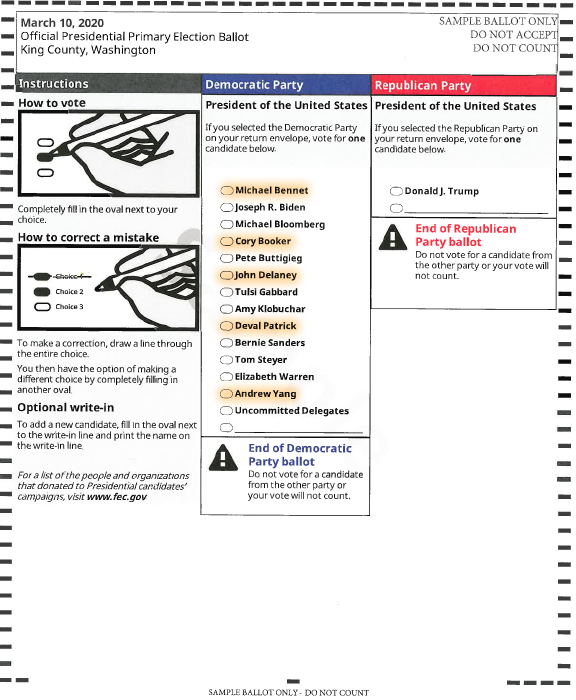 March 10, 2020
Official Presidential Primary Election Ballot
King County, Washington
SAMPLE BALLOT ONLY
DO NOT ACCEPT
DO NOT COUNT
Instructions
How to vote
Completely fill in the oval next to your
choice.
How to correct a mistake
Choice 1
Choice 2
Choice 3
To make a correction, draw a line through
the entire choice.
You then have the option of making a
different choice by completely filling in
another oval.
Optional write-in
To add a new candidate, fill in the oval next
to the write-in line and print the name on
the write-in line.
For a list of the people and organizations
that donated to Presidential candidates'
campaigns, visit www.fec.gov
Democratic Party
President of the United States
If you selected the Democratic Party
on your return envelope, vote for one
candidate below.
Michael Bennet
Joseph R. Biden
Michael Bloomberg
Cory Booker
Pete Buttigieg
John Delaney
Tulsi Gabbard
Amy Klobuchar
Deval Patrick
Bernie Sanders
Tom Steyer
Elizabeth Warren
Andrew Yang
Uncommitted Delegates
End of Democratic
Party ballot
Do not vote for a candidate
from the other party or
your vote will not count.
Republican Party
President of the United States
If you selected the Republican Party on
your return envelope, vote for one
candidate below.
Donald J. Trump
End of Republican
Party ballot
Do not vote for a candidate from
the other party or your vote will
not count.
SAMPLE BALLOT ONLY - DO NOT COUNT